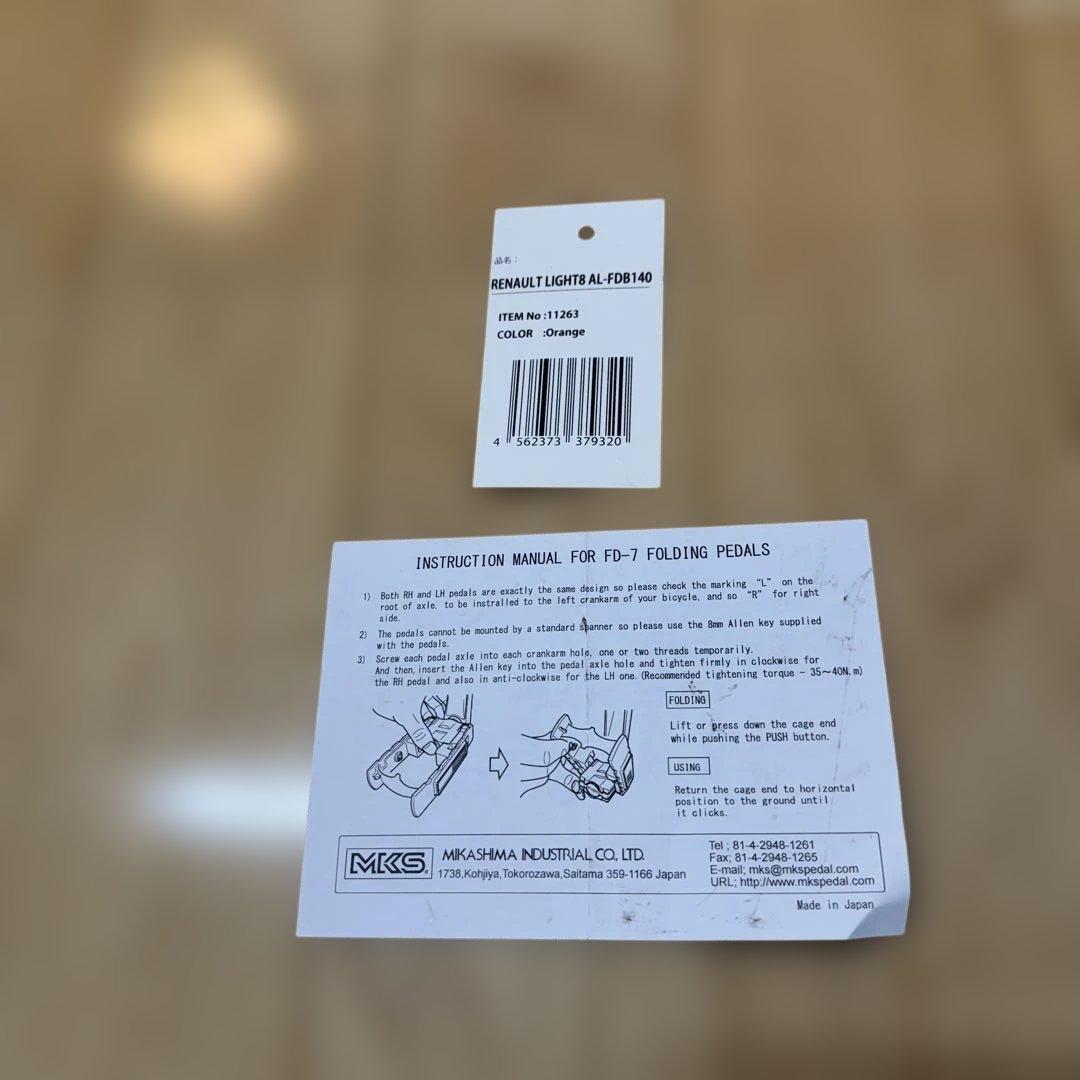 品名：
RENAULT LIGHT8 AL-FDB140
ITEM No :11263
COLOR :Orange
4 562373 379320
INSTRUCTION MANUAL FOR FD-7 FOLDING PEDALS
1) Both RH and LH pedals are exactly the same design so please check the marking “L” on the
root of axle, to be instralled to the left crankarm of your bicycle, and so “R” for right
side.
2) The pedals cannot be mounted by a standard spanner so please use the 8mm Allen key supplied
with the pedals.
3) Screw each pedal axle into each crankarm hole, one or two threads temporarily.
And then, insert the Allen key into the pedal axle hole and tighten firmly in clockwise for
the RH pedal and also in anti-clockwise for the LH one. (Recommended tightening torque - 35～40N.m)
FOLDING
Lift or press down the cage end
while pushing the PUSH button.
USING
Return the cage end to horizontal
position to the ground until
it clicks.
MKS.
MIKASHIMA INDUSTRIAL CO., LTD.
1738,Kohjiya,Tokorozawa,Saitama 359-1166 Japan
Tel ; 81-4-2948-1261
Fax; 81-4-2948-1265
E-mail; mks@mkspedal.com
URL; http://www.mkspedal.com
Made in Japan